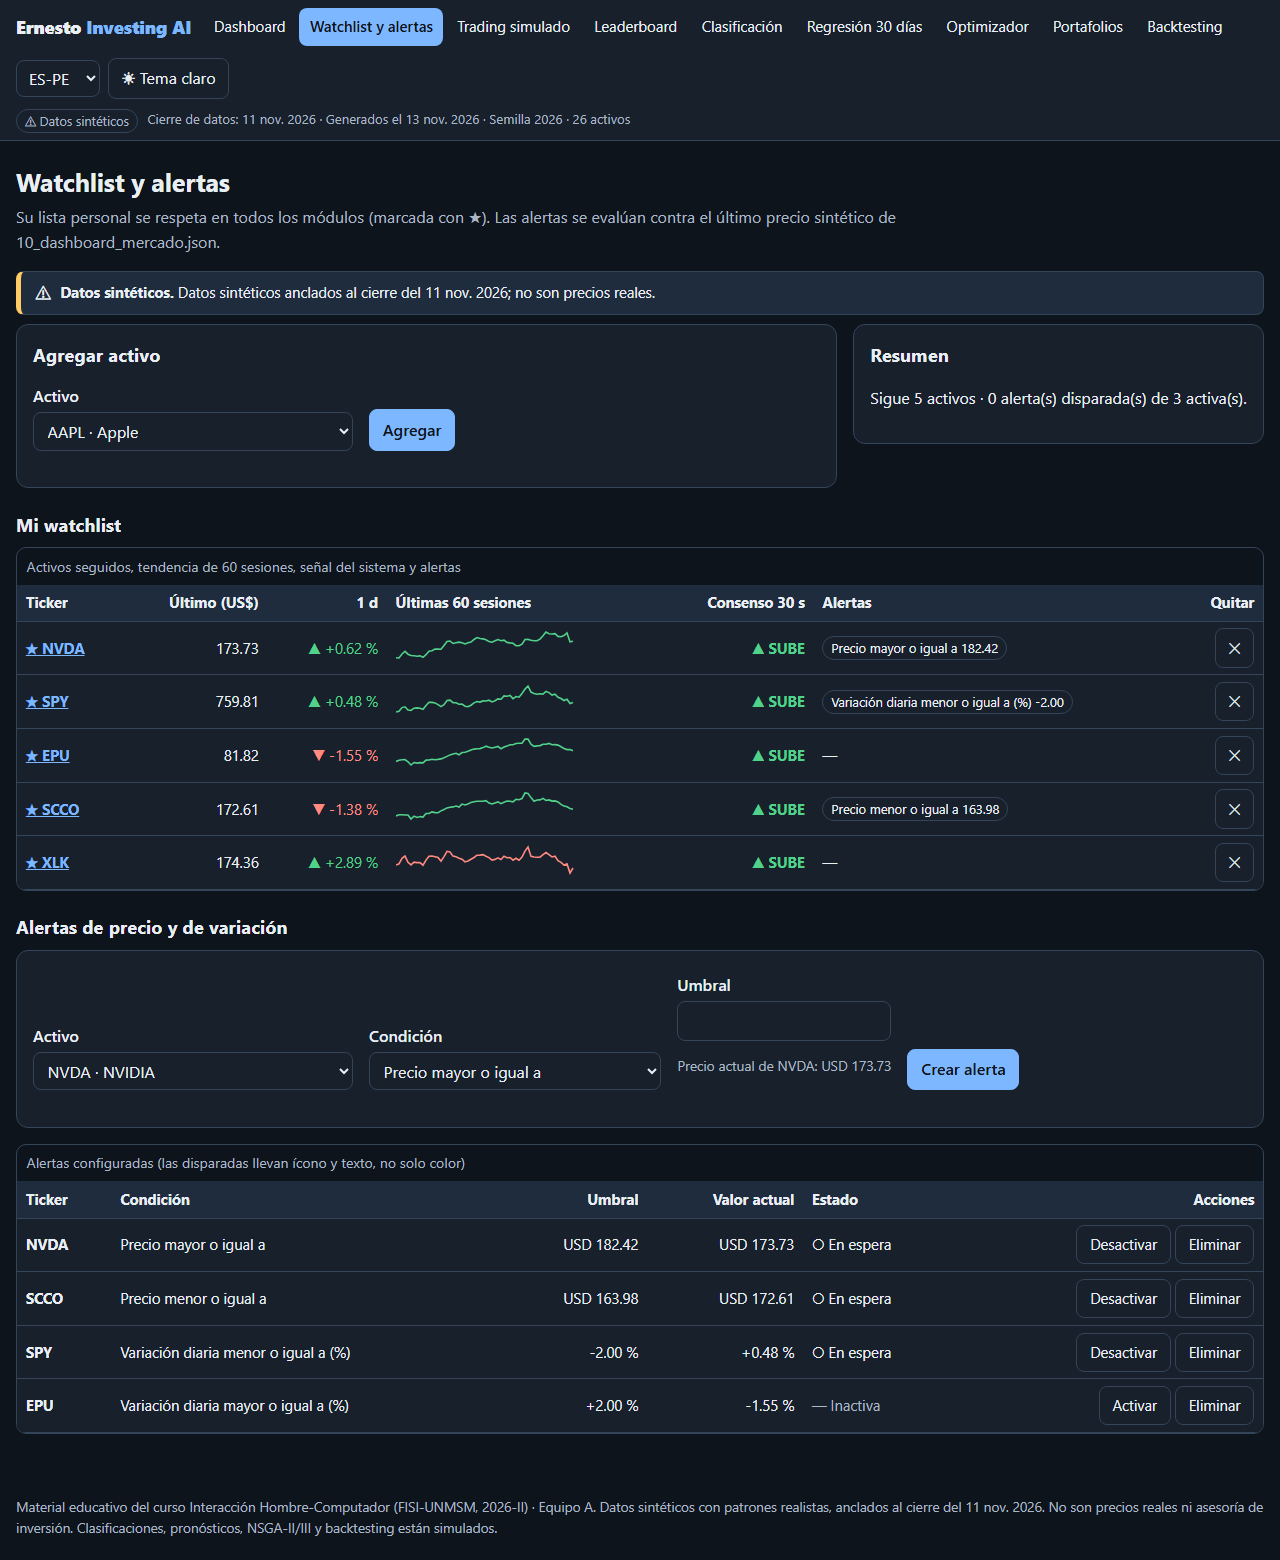 Ernesto Investing AI Dashboard Watchlist y alertas Trading simulado Leaderboard Clasificación Regresión 30 días Optimizador Portafolios Backtesting
ES-PE ☀ Tema claro
⚠ Datos sintéticos Cierre de datos: 11 nov. 2026 · Generados el 13 nov. 2026 · Semilla 2026 · 26 activos
Watchlist y alertas
Su lista personal se respeta en todos los módulos (marcada con ★). Las alertas se evalúan contra el último precio sintético de
10_dashboard_mercado.json.
⚠ Datos sintéticos. Datos sintéticos anclados al cierre del 11 nov. 2026; no son precios reales.
Agregar activo
Activo
AAPL · Apple Agregar
Resumen
Sigue 5 activos · 0 alerta(s) disparada(s) de 3 activa(s).
Mi watchlist
Activos seguidos, tendencia de 60 sesiones, señal del sistema y alertas
Ticker Último (US$) 1 d Últimas 60 sesiones Consenso 30 s Alertas Quitar
★ NVDA 173.73 ▲ +0.62 % ▲ SUBE Precio mayor o igual a 182.42 ✕
★ SPY 759.81 ▲ +0.48 % ▲ SUBE Variación diaria menor o igual a (%) -2.00 ✕
★ EPU 81.82 ▼ -1.55 % ▲ SUBE — ✕
★ SCCO 172.61 ▼ -1.38 % ▲ SUBE Precio menor o igual a 163.98 ✕
★ XLK 174.36 ▲ +2.89 % ▲ SUBE — ✕
Alertas de precio y de variación
Activo
NVDA · NVIDIA
Condición
Precio mayor o igual a
Umbral
Precio actual de NVDA: USD 173.73
Crear alerta
Alertas configuradas (las disparadas llevan ícono y texto, no solo color)
Ticker Condición Umbral Valor actual Estado Acciones
NVDA Precio mayor o igual a USD 182.42 USD 173.73 ○ En espera Desactivar Eliminar
SCCO Precio menor o igual a USD 163.98 USD 172.61 ○ En espera Desactivar Eliminar
SPY Variación diaria menor o igual a (%) -2.00 % +0.48 % ○ En espera Desactivar Eliminar
EPU Variación diaria mayor o igual a (%) +2.00 % -1.55 % — Inactiva Activar Eliminar
Material educativo del curso Interacción Hombre-Computador (FISI-UNMSM, 2026-II) · Equipo A. Datos sintéticos con patrones realistas, anclados al cierre del 11 nov. 2026. No son precios reales ni asesoría de
inversión. Clasificaciones, pronósticos, NSGA-II/III y backtesting están simulados.